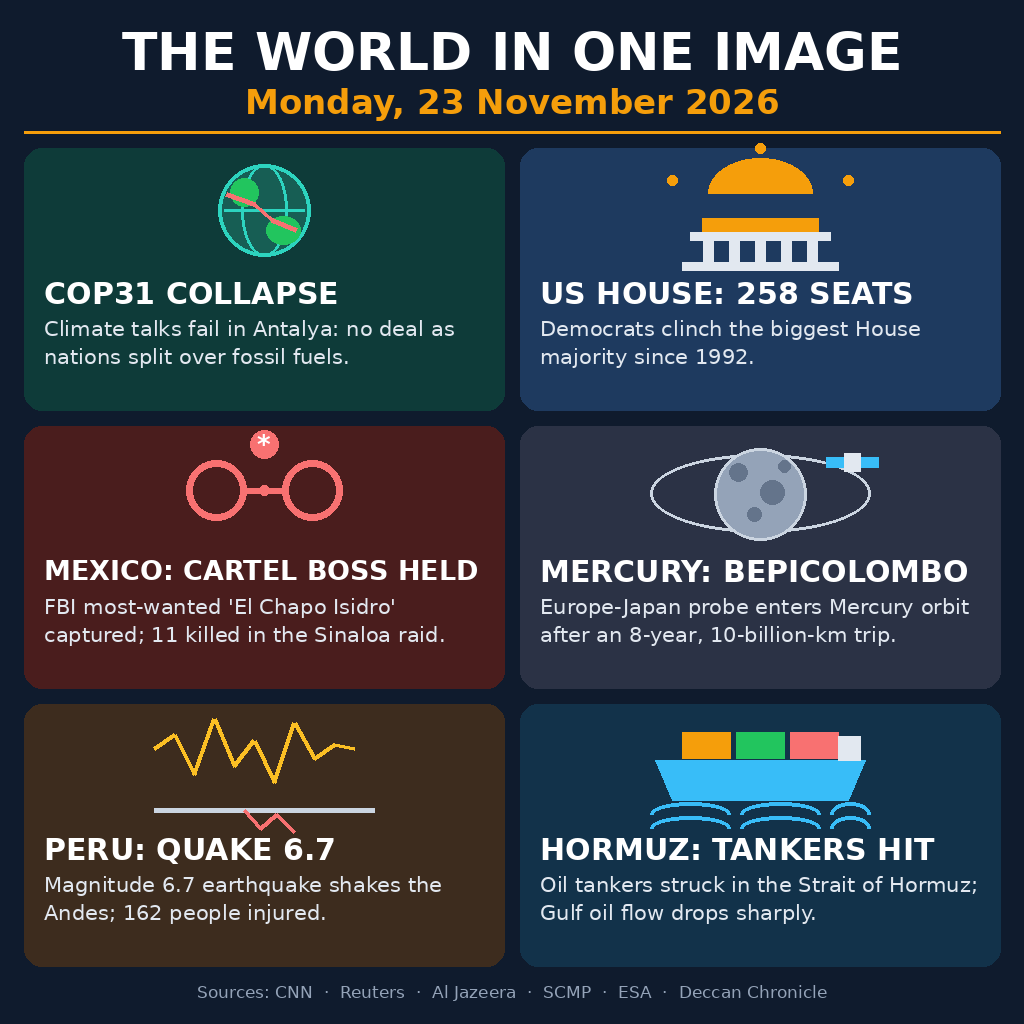 THE WORLD IN ONE IMAGE
Monday, 23 November 2026
COP31 COLLAPSE
Climate talks fail in Antalya: no deal as
nations split over fossil fuels.
US HOUSE: 258 SEATS
Democrats clinch the biggest House
majority since 1992.
*
MEXICO: CARTEL BOSS HELD
FBI most-wanted 'El Chapo Isidro'
captured; 11 killed in the Sinaloa raid.
MERCURY: BEPICOLOMBO
Europe-Japan probe enters Mercury orbit
after an 8-year, 10-billion-km trip.
PERU: QUAKE 6.7
Magnitude 6.7 earthquake shakes the
Andes; 162 people injured.
HORMUZ: TANKERS HIT
Oil tankers struck in the Strait of Hormuz;
Gulf oil flow drops sharply.
Sources: CNN · Reuters · Al Jazeera · SCMP · ESA · Deccan Chronicle